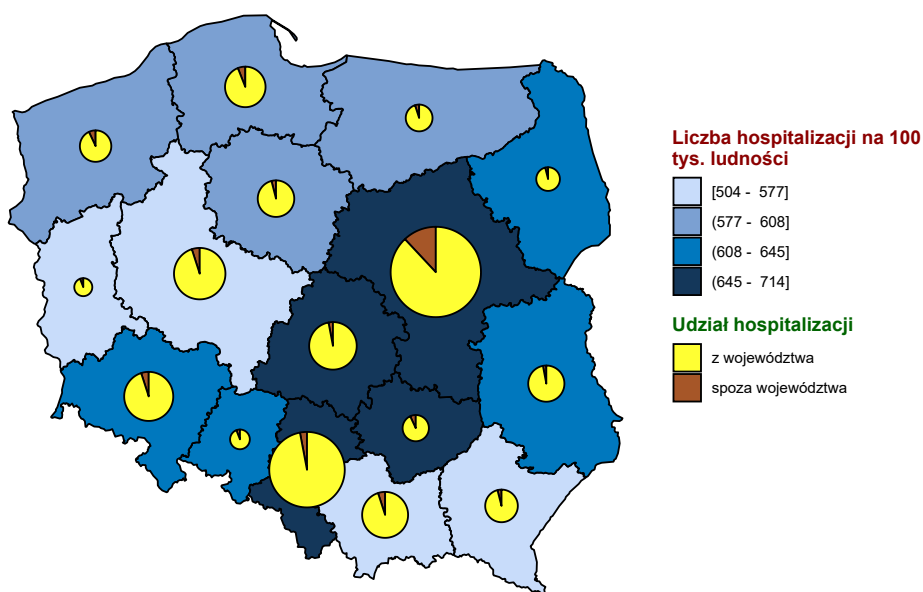 Liczba hospitalizacji na 100
tys. ludności
[504 - 577]
(577 - 608]
(608 - 645]
(645 - 714]
Udział hospitalizacji
z województwa
spoza województwa